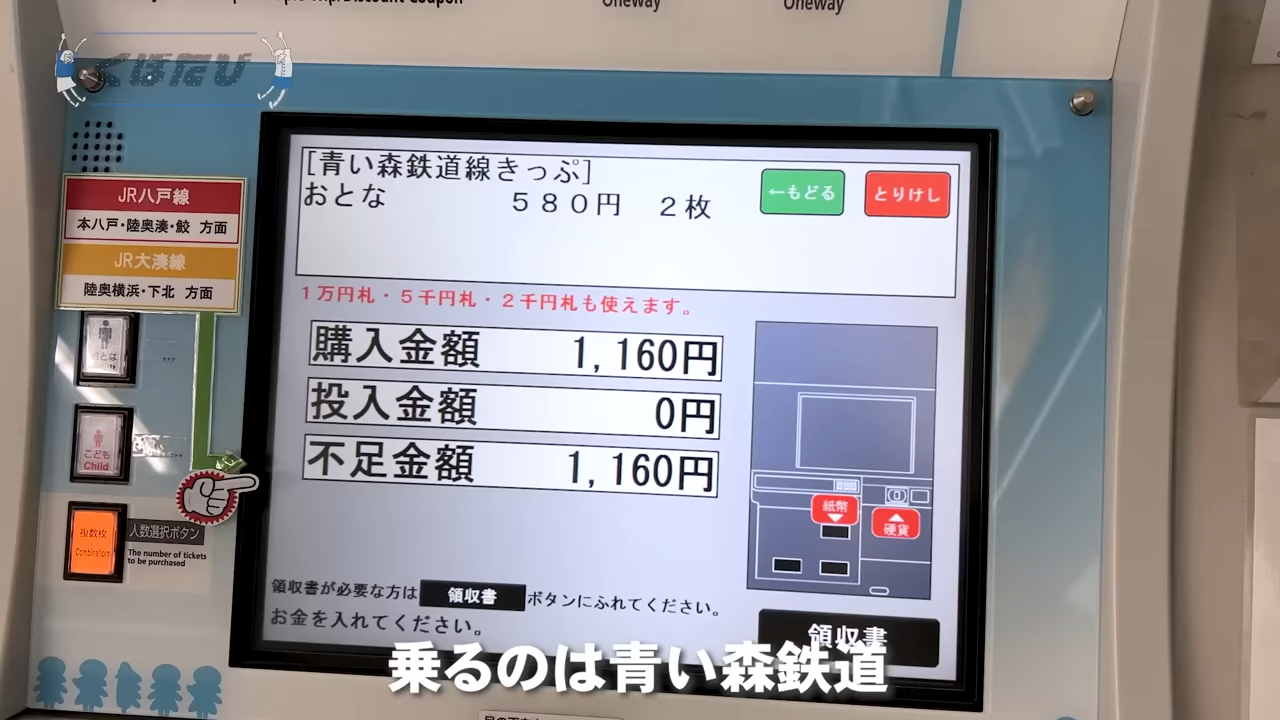 Discount Coupon
Oneway
Oneway
くぼたび
[青い森鉄道線きっぷ]
おとな　580円　2枚
←もどる
とりけし
JR八戸線
本八戸・陸奥湊・鮫 方面
JR大湊線
陸奥横浜・下北 方面
1万円札・5千円札・2千円札も使えます。
購入金額 1,160円
投入金額 0円
不足金額 1,160円
おとな
こども
Child
紙幣
硬貨
複数枚
Combination
人数選択ボタン
The number of tickets
to be purchased
領収書が必要な方は 領収書 ボタンにふれてください。
お金を入れてください。
領収書
乗るのは青い森鉄道